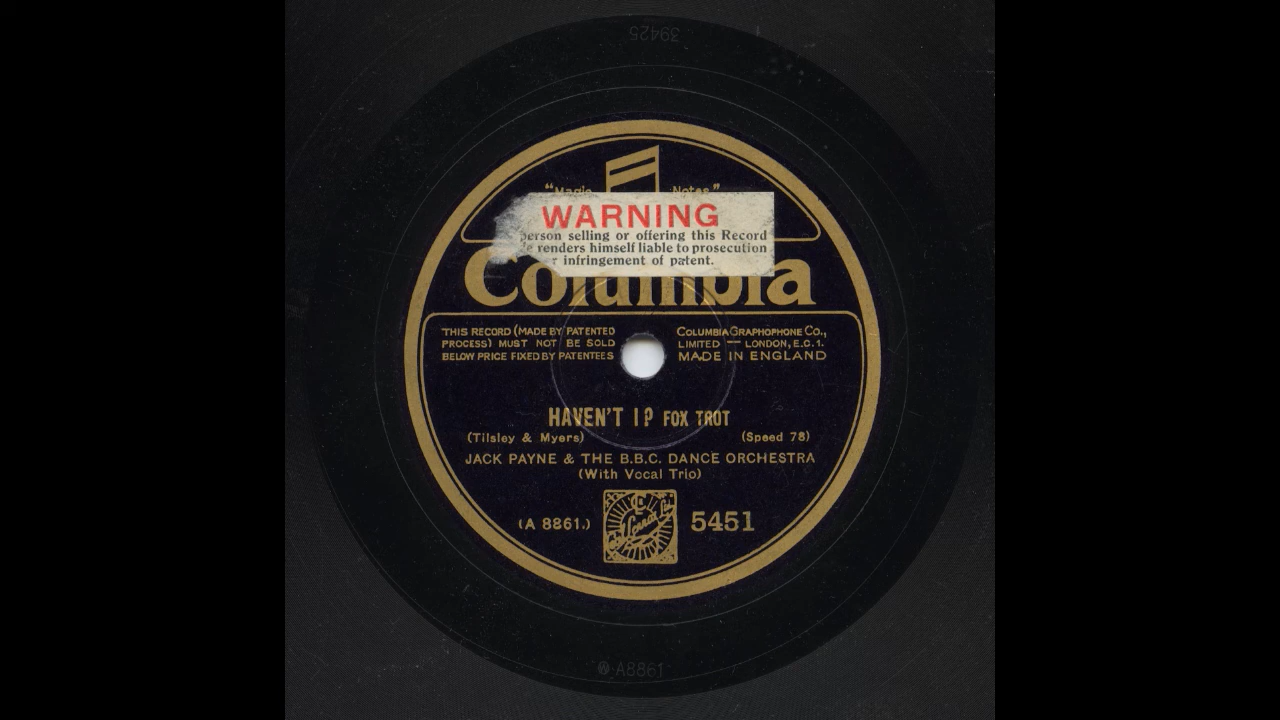 39425
"Magic Notes"
WARNING
person selling or offering this Record
renders himself liable to prosecution
infringement of patent.
Columbia
THIS RECORD (MADE BY PATENTED
PROCESS) MUST NOT BE SOLD
BELOW PRICE FIXED BY PATENTEES
COLUMBIA GRAPHOPHONE CO.,
LIMITED — LONDON, E.C.1.
MADE IN ENGLAND
HAVEN'T I? FOX TROT
(Tilsley & Myers) (Speed 78)
JACK PAYNE & THE B.B.C. DANCE ORCHESTRA
(With Vocal Trio)
(A 8861.) 5451
W A8861